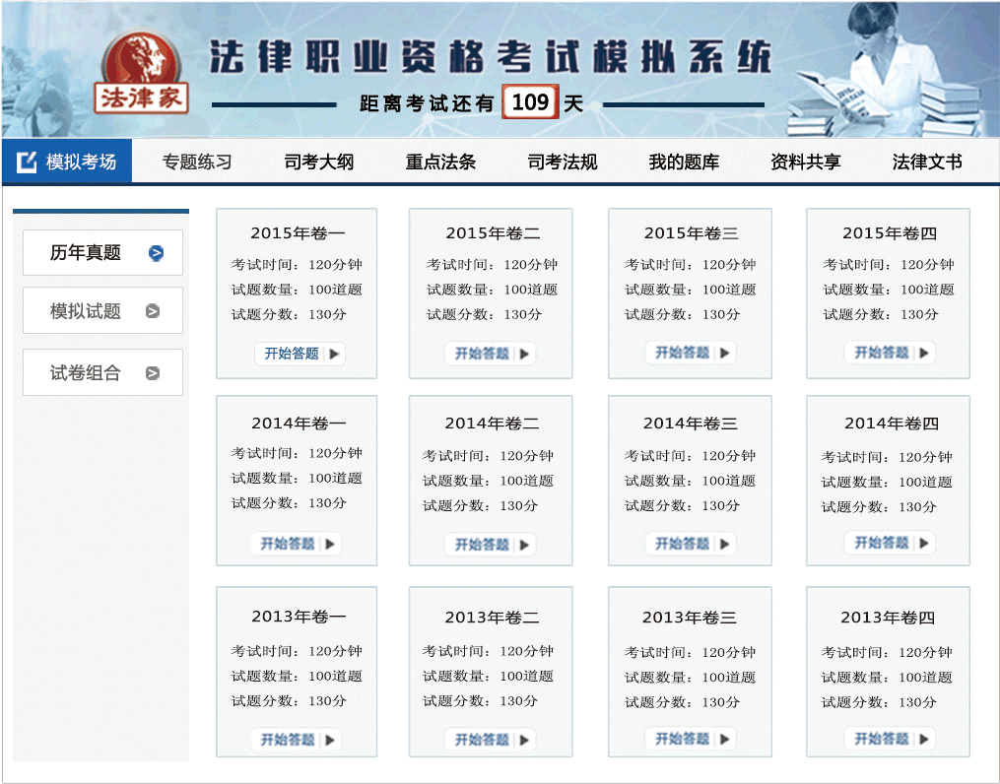 法律职业资格考试模拟系统
法律家
距离考试还有 109 天
模拟考场 专题练习 司考大纲 重点法条 司考法规 我的题库 资料共享 法律文书
历年真题
模拟试题
试卷组合
2015年卷一
考试时间：120分钟
试题数量：100道题
试题分数：130分
开始答题
2015年卷二
考试时间：120分钟
试题数量：100道题
试题分数：130分
开始答题
2015年卷三
考试时间：120分钟
试题数量：100道题
试题分数：130分
开始答题
2015年卷四
考试时间：120分钟
试题数量：100道题
试题分数：130分
开始答题
2014年卷一
考试时间：120分钟
试题数量：100道题
试题分数：130分
开始答题
2014年卷二
考试时间：120分钟
试题数量：100道题
试题分数：130分
开始答题
2014年卷三
考试时间：120分钟
试题数量：100道题
试题分数：130分
开始答题
2014年卷四
考试时间：120分钟
试题数量：100道题
试题分数：130分
开始答题
2013年卷一
考试时间：120分钟
试题数量：100道题
试题分数：130分
开始答题
2013年卷二
考试时间：120分钟
试题数量：100道题
试题分数：130分
开始答题
2013年卷三
考试时间：120分钟
试题数量：100道题
试题分数：130分
开始答题
2013年卷四
考试时间：120分钟
试题数量：100道题
试题分数：130分
开始答题